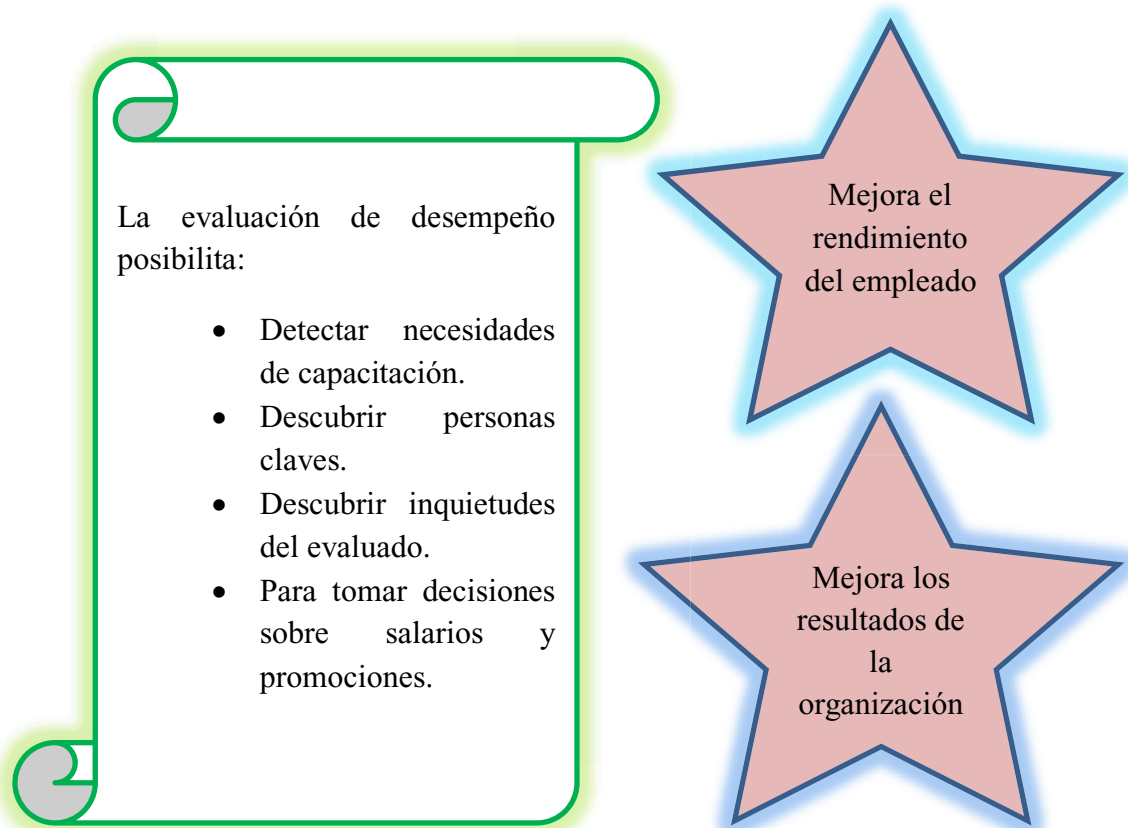 La evaluación de desempeño
posibilita:
• Detectar necesidades
de capacitación.
• Descubrir personas
claves.
• Descubrir inquietudes
del evaluado.
• Para tomar decisiones
sobre salarios y
promociones.
Mejora el
rendimiento
del empleado
Mejora los
resultados de
la
organización